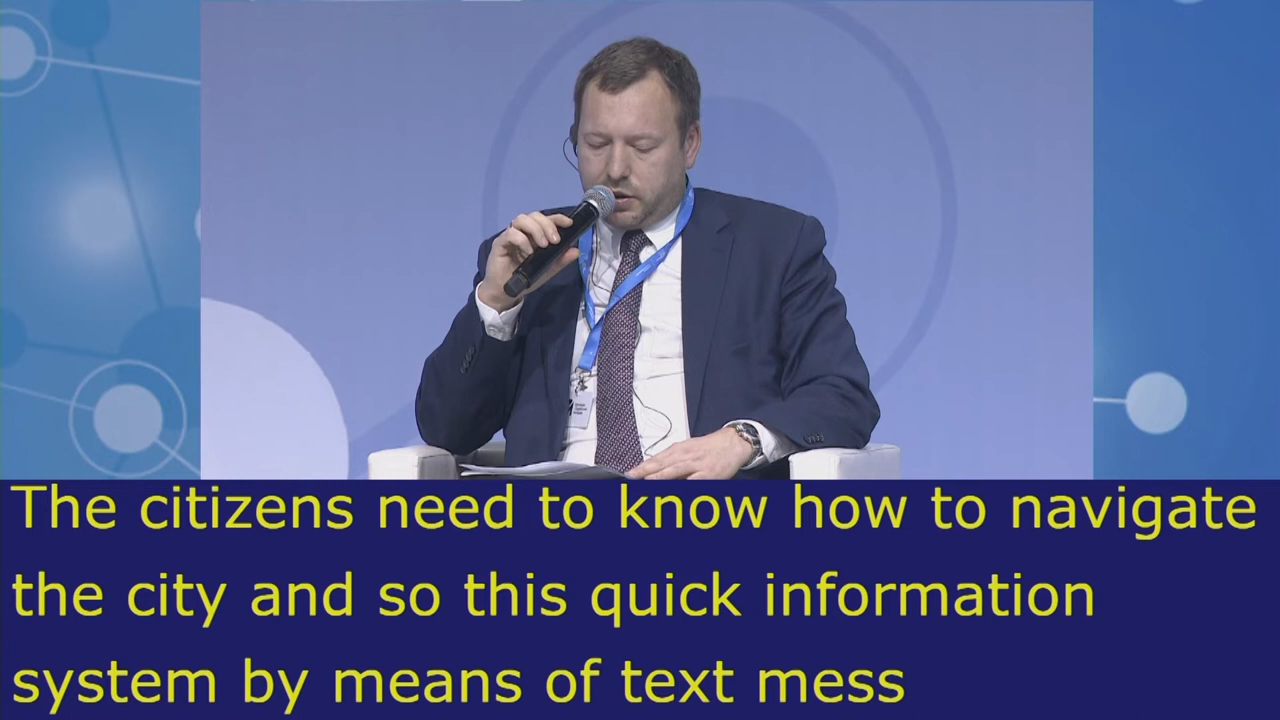 The citizens need to know how to navigate
the city and so this quick information
system by means of text mess